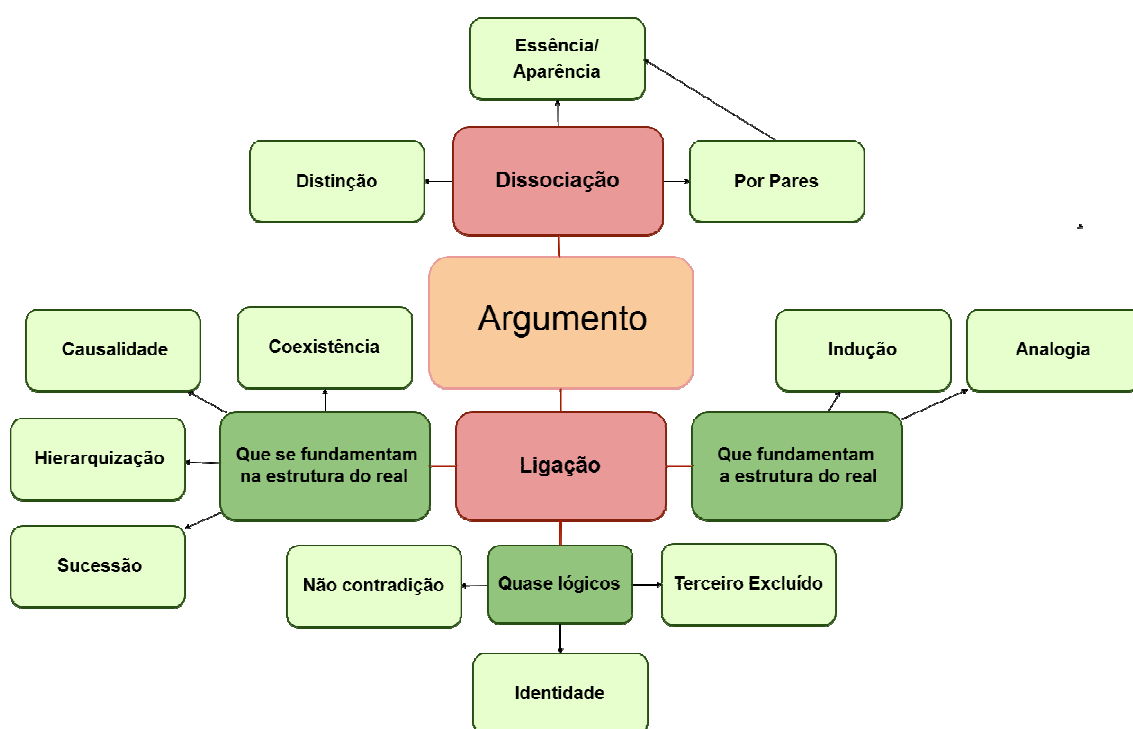 Essência/
Aparência
Distinção
Dissociação
Por Pares
Argumento
Causalidade
Coexistência
Indução
Analogia
Hierarquização
Que se fundamentam
na estrutura do real
Ligação
Que fundamentam
a estrutura do real
Sucessão
Não contradição
Quase lógicos
Terceiro Excluído
Identidade